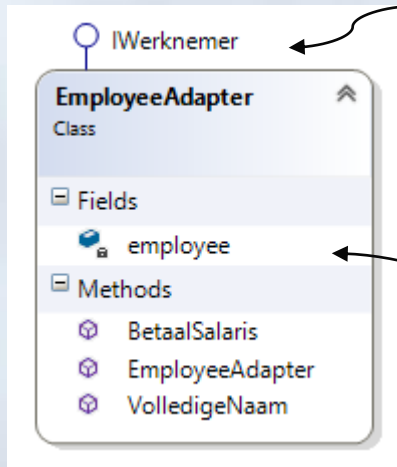 IWerknemer
EmployeeAdapter
Class
Fields
employee
Methods
BetaalSalaris
EmployeeAdapter
VolledigeNaam